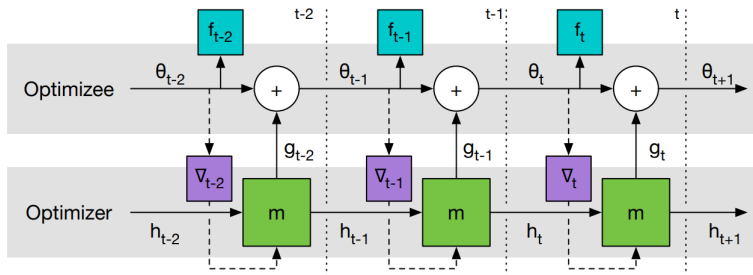 t-2 t-1 t
f_{t-2} f_{t-1} f_t
Optimizee θ_{t-2} + θ_{t-1} + θ_t + θ_{t+1}
g_{t-2} g_{t-1} g_t
∇_{t-2} ∇_{t-1} ∇_t
Optimizer m m m
h_{t-2} h_{t-1} h_t h_{t+1}